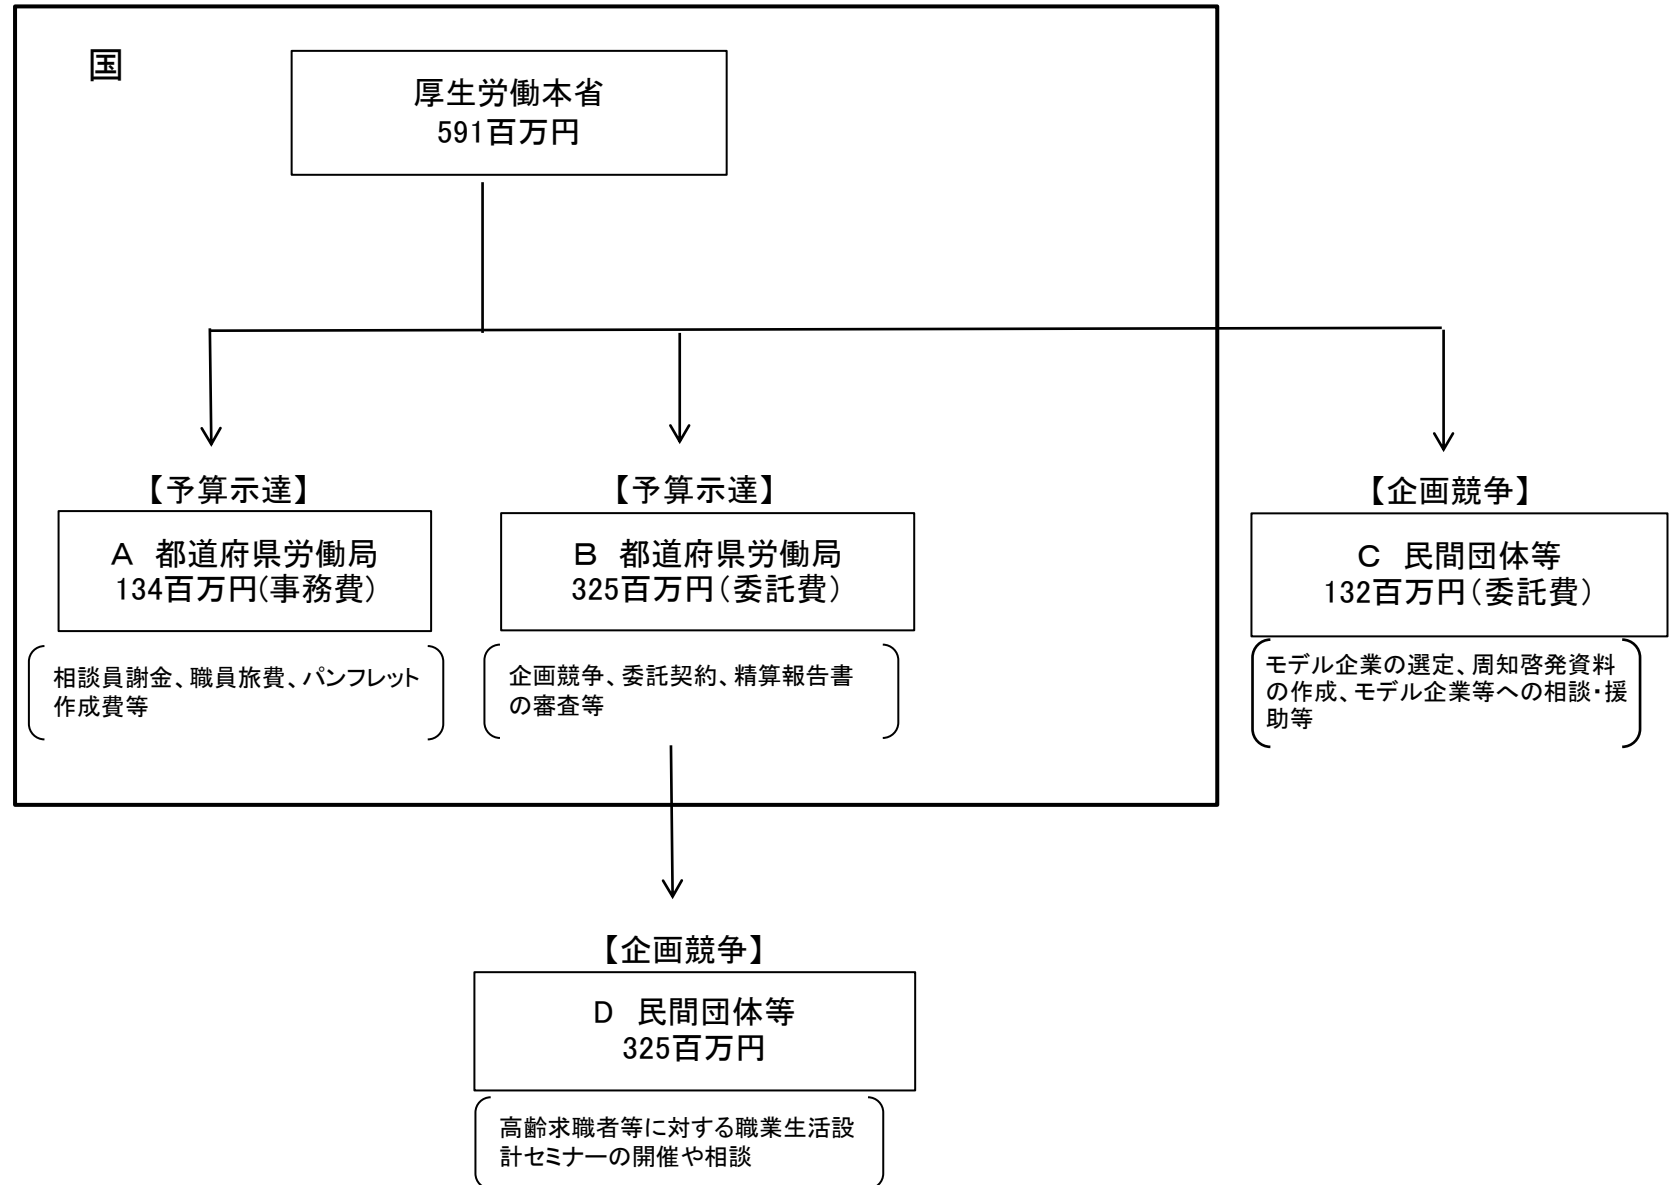 国
厚生労働本省
591百万円
【予算示達】
A 都道府県労働局
134百万円(事務費)
相談員謝金、職員旅費、パンフレット
作成費等
【予算示達】
B 都道府県労働局
325百万円(委託費)
企画競争、委託契約、精算報告書
の審査等
【企画競争】
C 民間団体等
132百万円(委託費)
モデル企業の選定、周知啓発資料
の作成、モデル企業等への相談・援
助等
【企画競争】
D 民間団体等
325百万円
高齢求職者等に対する職業生活設
計セミナーの開催や相談